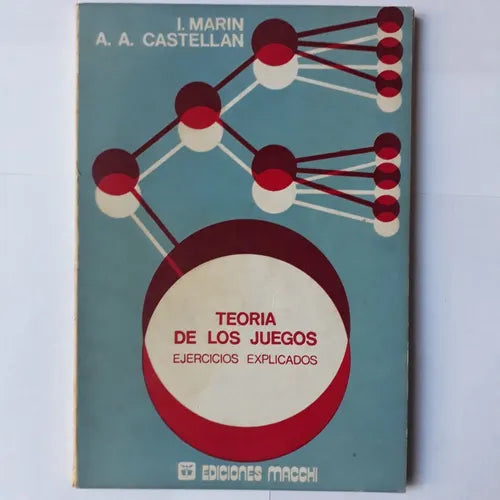 I. MARIN
A. A. CASTELLAN
TEORIA
DE LOS JUEGOS
EJERCICIOS EXPLICADOS
EDICIONES MACCHI